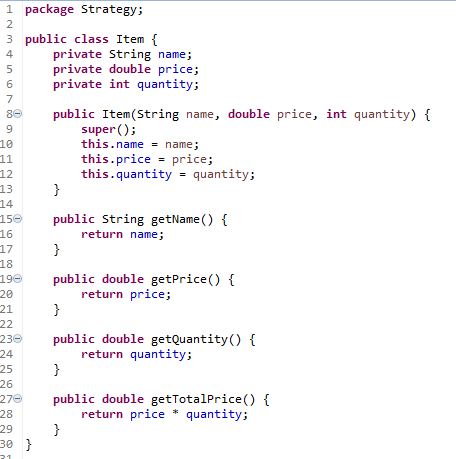 1 package Strategy;
2
3 public class Item {
4 private String name;
5 private double price;
6 private int quantity;
7
8 public Item(String name, double price, int quantity) {
9 super();
10 this.name = name;
11 this.price = price;
12 this.quantity = quantity;
13 }
14
15 public String getName() {
16 return name;
17 }
18
19 public double getPrice() {
20 return price;
21 }
22
23 public double getQuantity() {
24 return quantity;
25 }
26
27 public double getTotalPrice() {
28 return price * quantity;
29 }
30 }
31